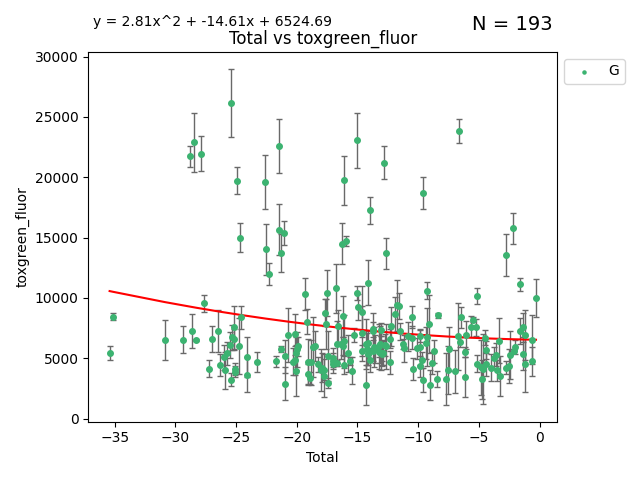 y = 2.81x^2 + -14.61x + 6524.69
N = 193
Total vs toxgreen_fluor
G
toxgreen_fluor
30000
25000
20000
15000
10000
5000
0
−35
−30
−25
−20
−15
−10
−5
0
Total